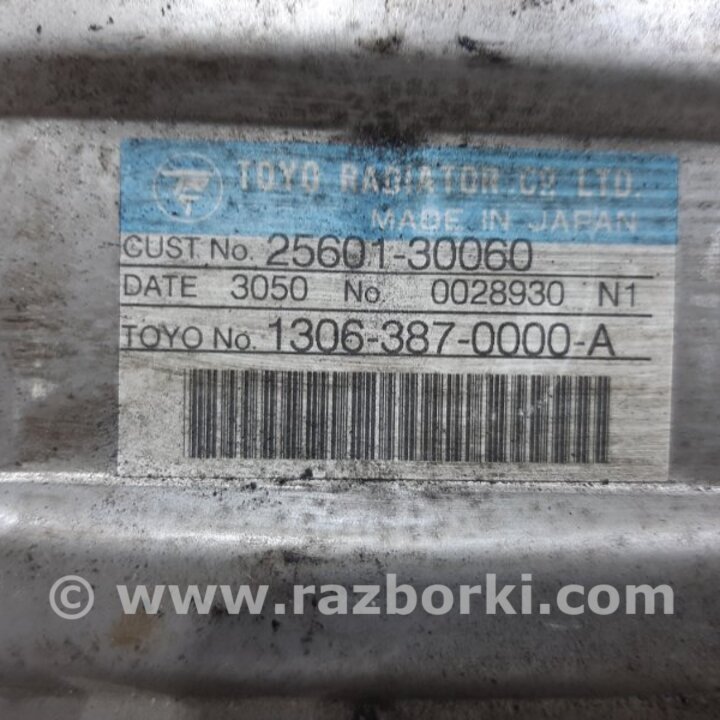 TOYO RADIATOR CO LTD.
MADE IN JAPAN
CUST No. 25601-30060
DATE 3050 No. 0028930 N1
TOYO No. 1306-387-0000-A
© www.razborki.com